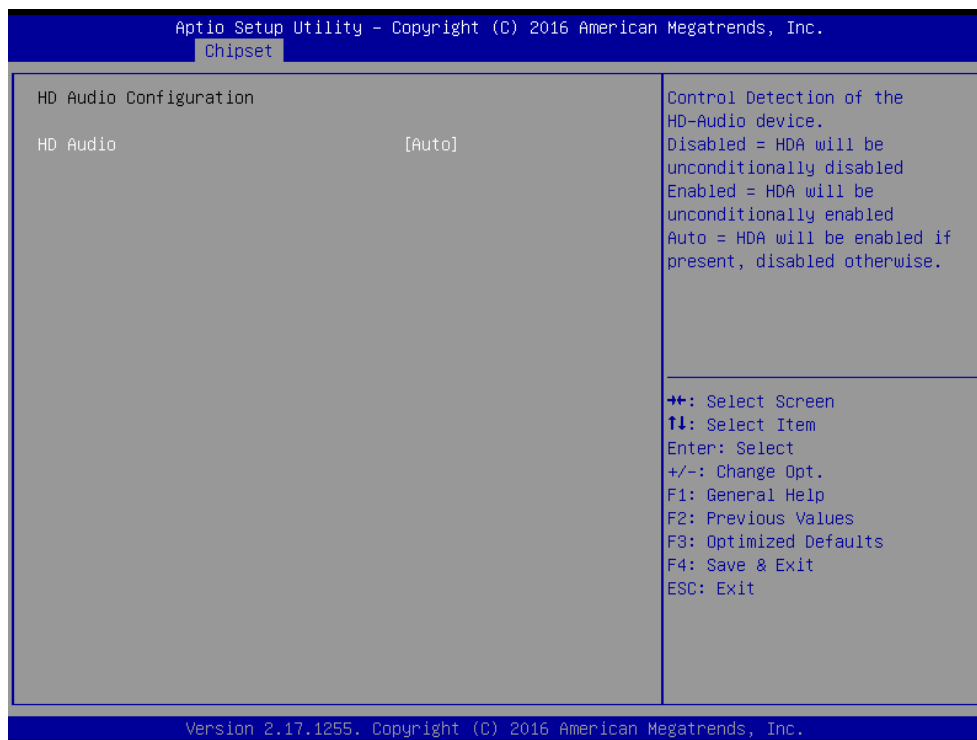 Aptio Setup Utility – Copyright (C) 2016 American Megatrends, Inc.
Chipset
HD Audio Configuration
HD Audio [Auto]
Control Detection of the
HD-Audio device.
Disabled = HDA will be
unconditionally disabled
Enabled = HDA will be
unconditionally enabled
Auto = HDA will be enabled if
present, disabled otherwise.
→←: Select Screen
↑↓: Select Item
Enter: Select
+/-: Change Opt.
F1: General Help
F2: Previous Values
F3: Optimized Defaults
F4: Save & Exit
ESC: Exit
Version 2.17.1255. Copyright (C) 2016 American Megatrends, Inc.